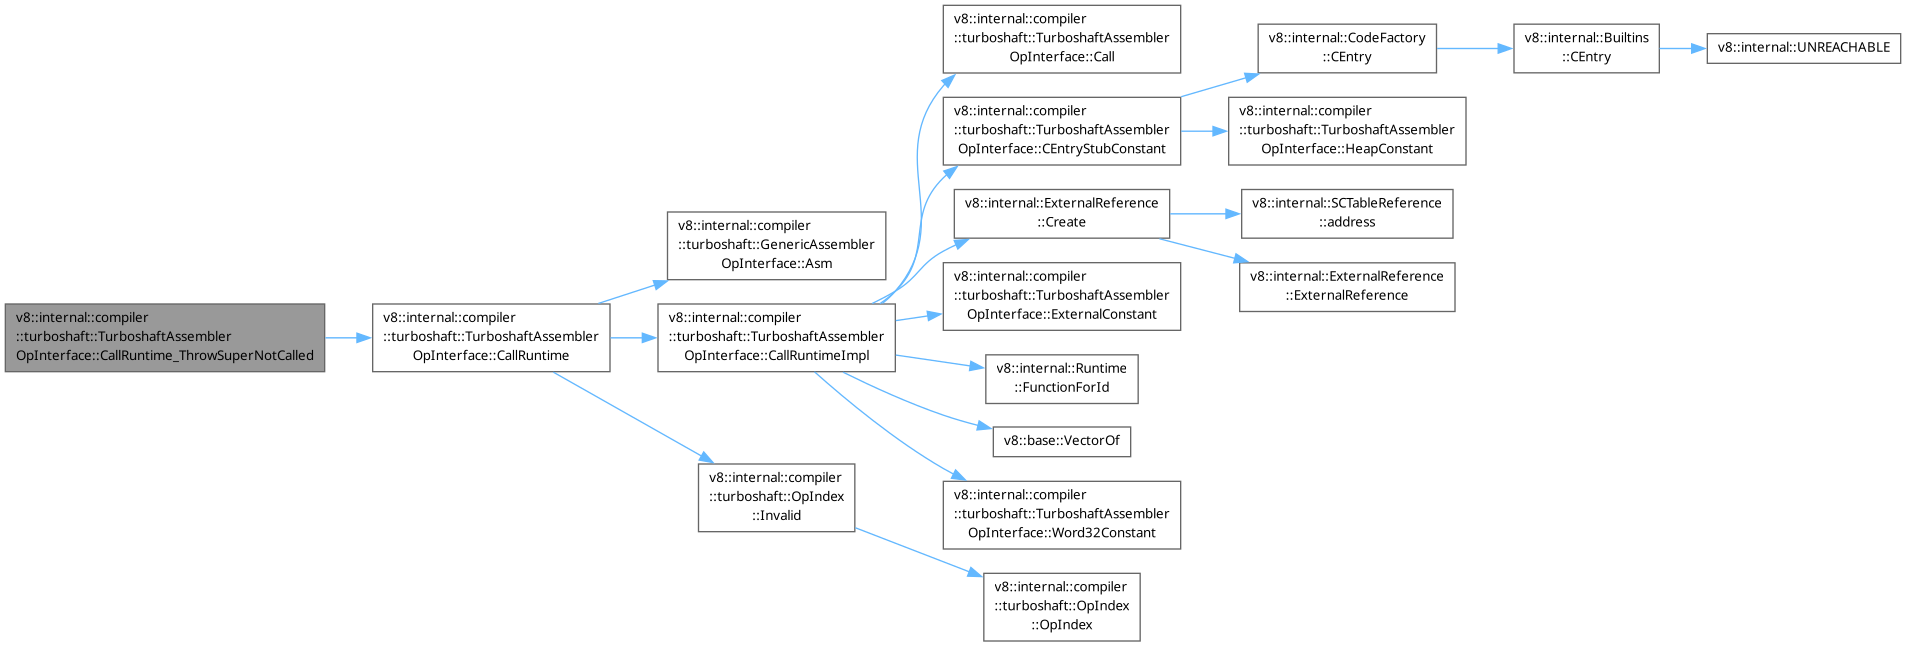 v8::internal::compiler
::turboshaft::TurboshaftAssembler
OpInterface::CallRuntime_ThrowSuperNotCalled
v8::internal::compiler
::turboshaft::TurboshaftAssembler
OpInterface::CallRuntime
v8::internal::compiler
::turboshaft::GenericAssembler
OpInterface::Asm
v8::internal::compiler
::turboshaft::TurboshaftAssembler
OpInterface::CallRuntimeImpl
v8::internal::compiler
::turboshaft::OpIndex
::Invalid
v8::internal::compiler
::turboshaft::TurboshaftAssembler
OpInterface::Call
v8::internal::compiler
::turboshaft::TurboshaftAssembler
OpInterface::CEntryStubConstant
v8::internal::ExternalReference
::Create
v8::internal::compiler
::turboshaft::TurboshaftAssembler
OpInterface::ExternalConstant
v8::internal::Runtime
::FunctionForId
v8::base::VectorOf
v8::internal::compiler
::turboshaft::TurboshaftAssembler
OpInterface::Word32Constant
v8::internal::compiler
::turboshaft::OpIndex
::OpIndex
v8::internal::CodeFactory
::CEntry
v8::internal::compiler
::turboshaft::TurboshaftAssembler
OpInterface::HeapConstant
v8::internal::SCTableReference
::address
v8::internal::ExternalReference
::ExternalReference
v8::internal::Builtins
::CEntry
v8::internal::UNREACHABLE